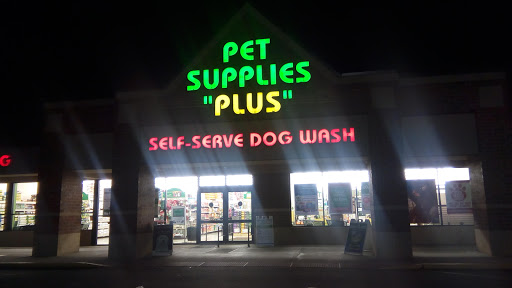 PET
SUPPLIES
"PLUS"
SELF-SERVE DOG WASH
G